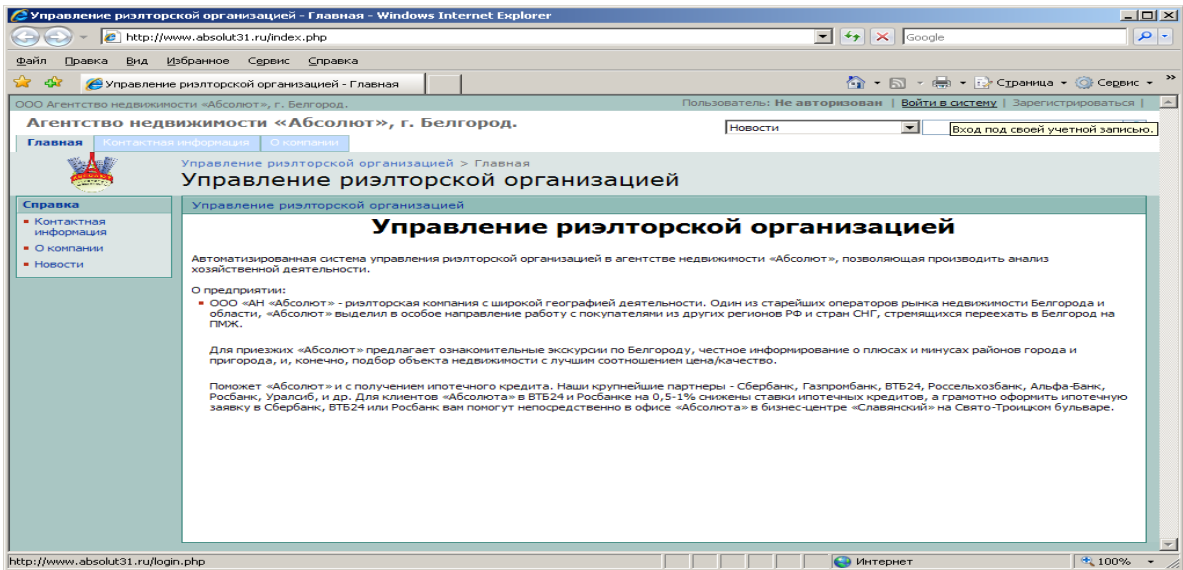 Управление риэлторской организацией - Главная - Windows Internet Explorer
http://www.absolut31.ru/index.php
Google
Файл Правка Вид Избранное Сервис Справка
Управление риэлторской организацией - Главная
Страница Сервис
ООО Агентство недвижимости «Абсолют», г. Белгород.
Пользователь: Не авторизован | Войти в систему | Зарегистрироваться |
Агентство недвижимости «Абсолют», г. Белгород.
Новости
Вход под своей учетной записью.
Главная Контактная информация О компании
Управление риэлторской организацией > Главная
Управление риэлторской организацией
Справка
Контактная
информация
О компании
Новости
Управление риэлторской организацией
Управление риэлторской организацией
Автоматизированная система управления риэлторской организацией в агентстве недвижимости «Абсолют», позволяющая производить анализ
хозяйственной деятельности.
О предприятии:
ООО «АН «Абсолют» - риэлторская компания с широкой географией деятельности. Один из старейших операторов рынка недвижимости Белгорода и
области, «Абсолют» выделил в особое направление работу с покупателями из других регионов РФ и стран СНГ, стремящихся переехать в Белгород на
ПМЖ.
Для приезжих «Абсолют» предлагает ознакомительные экскурсии по Белгороду, честное информирование о плюсах и минусах районов города и
пригорода, и, конечно, подбор объекта недвижимости с лучшим соотношением цена/качество.
Поможет «Абсолют» и с получением ипотечного кредита. Наши крупнейшие партнеры - Сбербанк, Газпромбанк, ВТБ24, Россельхозбанк, Альфа-Банк,
Росбанк, Уралсиб, и др. Для клиентов «Абсолюта» в ВТБ24 и Росбанке на 0,5-1% снижены ставки ипотечных кредитов, а грамотно оформить ипотечную
заявку в Сбербанк, ВТБ24 или Росбанк вам помогут непосредственно в офисе «Абсолюта» в бизнес-центре «Славянский» на Свято-Троицком бульваре.
http://www.absolut31.ru/login.php
Интернет
100%